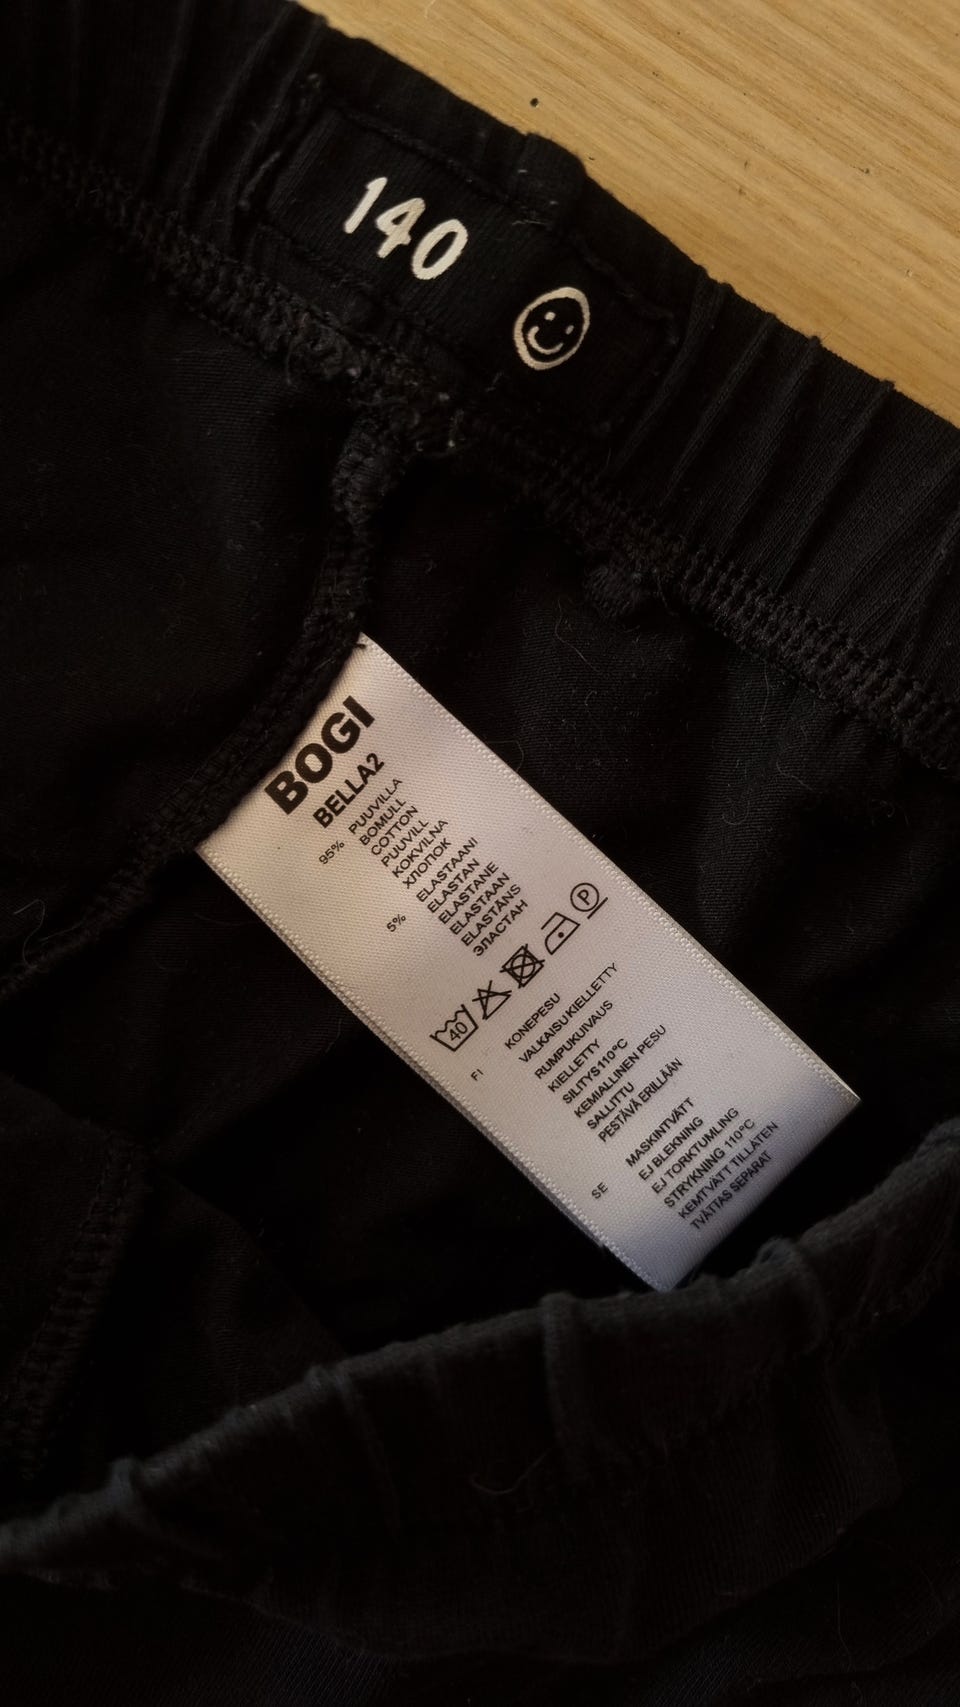 140
BOGI
BELLA2
95% PUUVILLA
BOMULL
COTTON
PUUVILL
KOKVILNA
ХЛОПОК
5% ELASTAANI
ELASTAN
ELASTANE
ELASTAAN
ELASTĀNS
ЭЛАСТАН
40 P
FI KONEPESU
VALKAISU KIELLETTY
RUMPUKUIVAUS
KIELLETTY
SILITYS 110°C
KEMIALLINEN PESU
SALLITTU
PESTÄVÄ ERILLÄÄN
SE MASKINTVÄTT
EJ BLEKNING
EJ TORKTUMLING
STRYKNING 110°C
KEMTVÄTT TILLÅTEN
TVÄTTAS SEPARAT